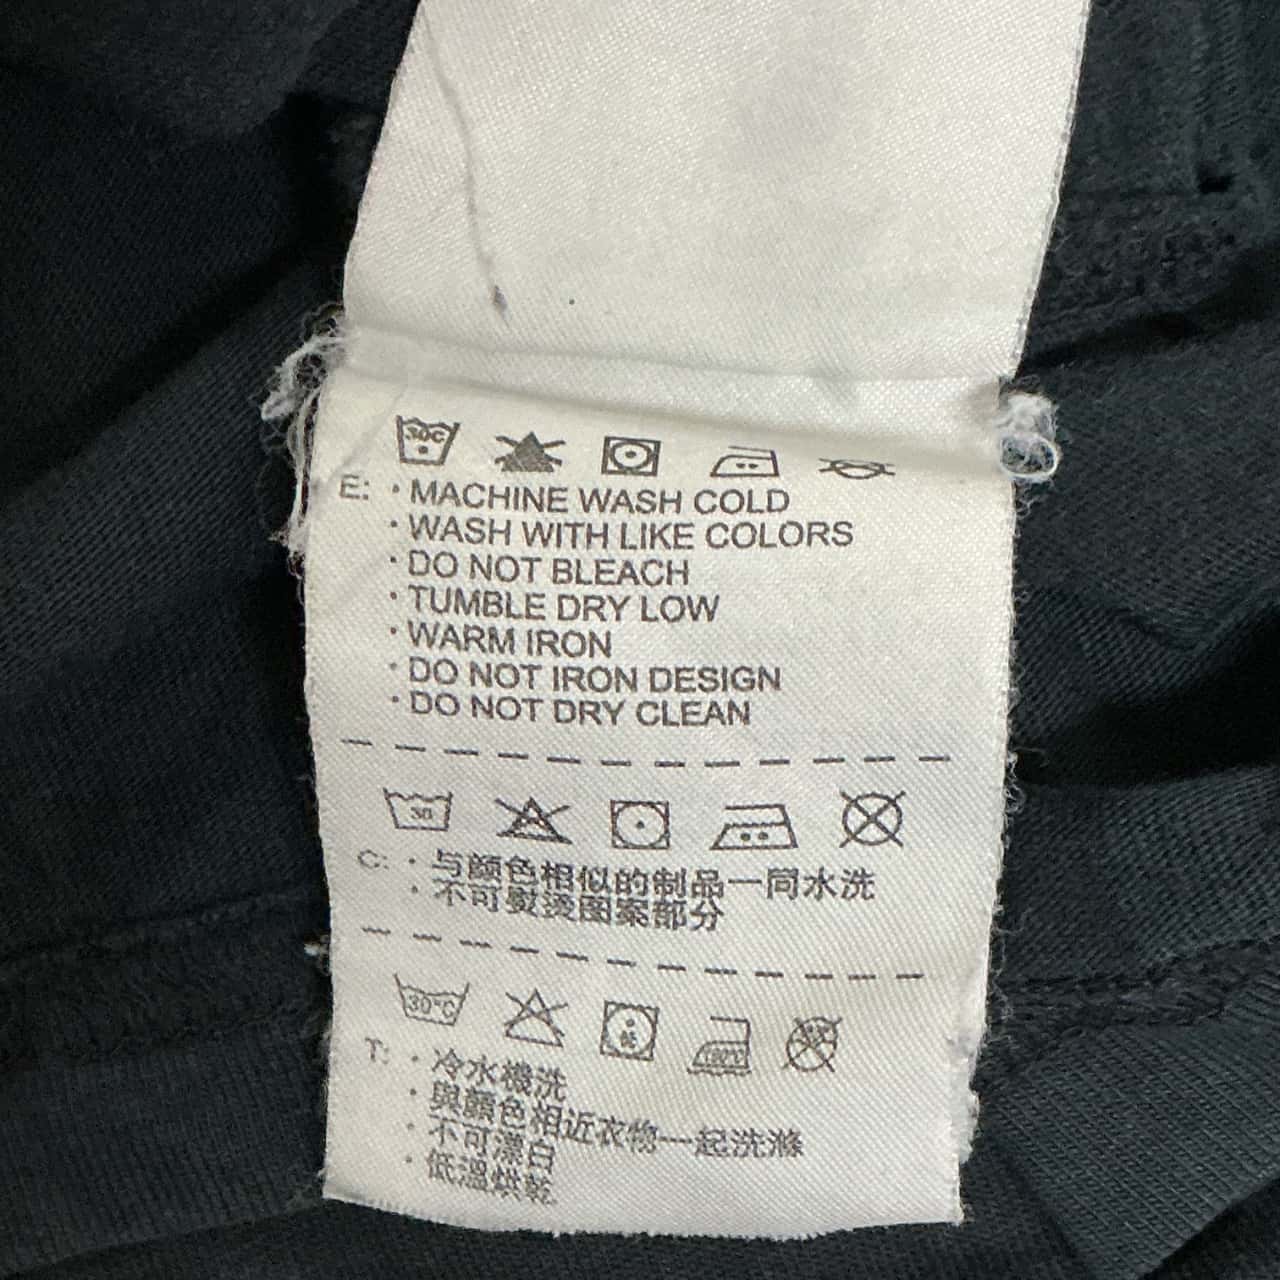 30C
E: · MACHINE WASH COLD
· WASH WITH LIKE COLORS
· DO NOT BLEACH
· TUMBLE DRY LOW
· WARM IRON
· DO NOT IRON DESIGN
· DO NOT DRY CLEAN
30
C: · 与颜色相似的制品一同水洗
· 不可熨烫图案部分
30°C
T: · 冷水機洗
· 與顏色相近衣物一起洗滌
· 不可漂白
· 低溫烘乾